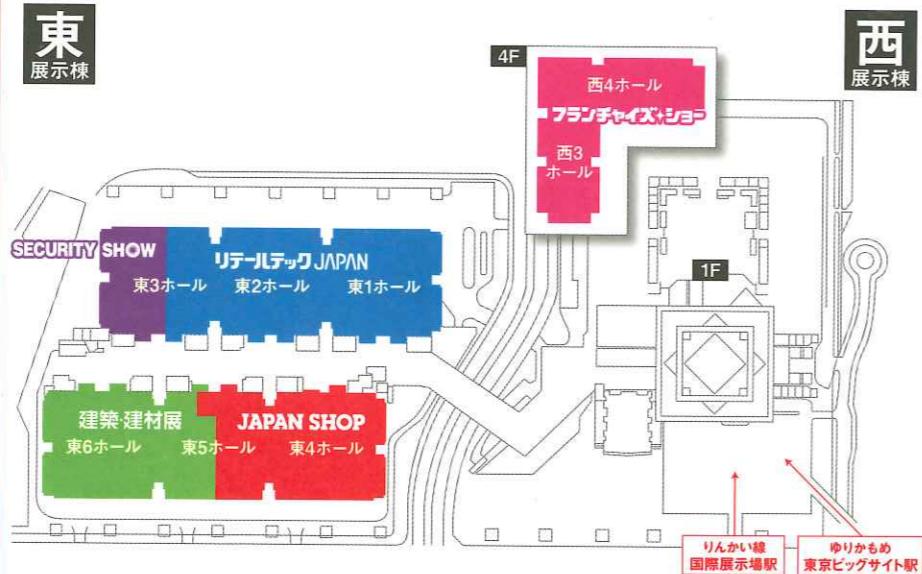 東
展示棟
西
展示棟
4F
西4ホール
フランチャイズ・ショー
西3
ホール
SECURITY SHOW
リテールテックJAPAN
東3ホール
東2ホール
東1ホール
1F
建築・建材展
JAPAN SHOP
東6ホール
東5ホール
東4ホール
りんかい線
国際展示場駅
ゆりかもめ
東京ビッグサイト駅